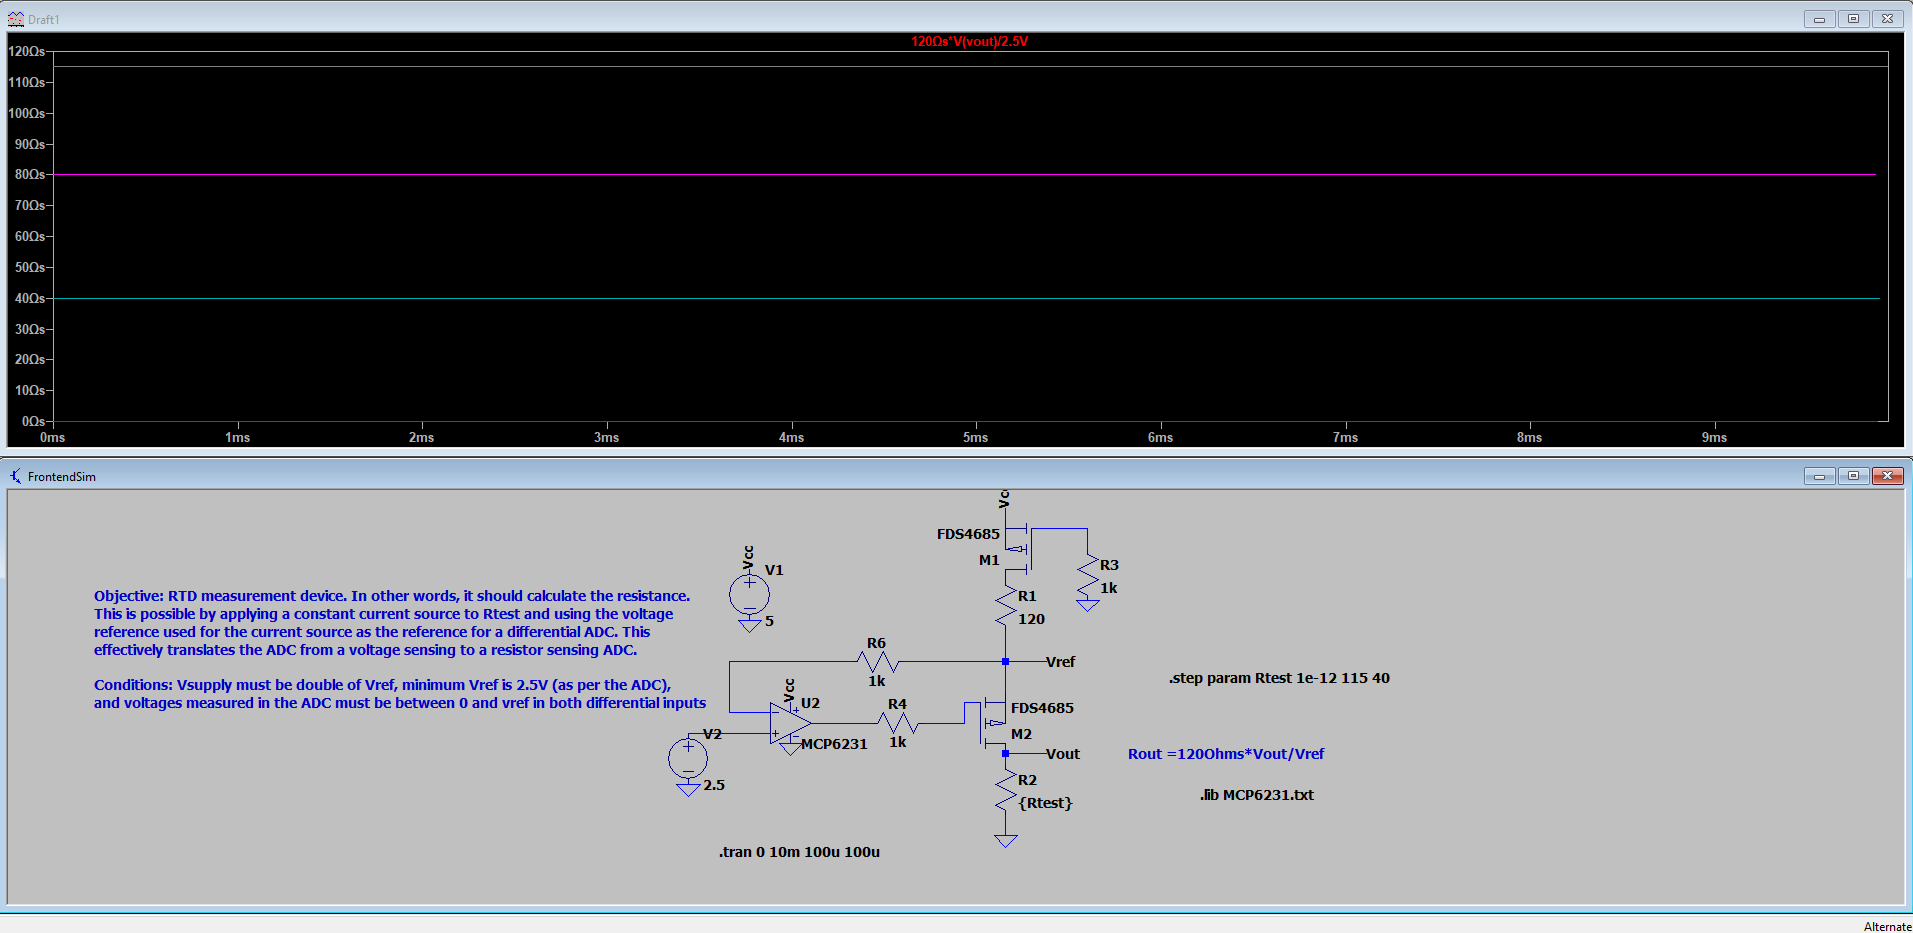 Draft1
120Ωs*V(vout)/2.5V
120Ωs
110Ωs
100Ωs
90Ωs
80Ωs
70Ωs
60Ωs
50Ωs
40Ωs
30Ωs
20Ωs
10Ωs
0Ωs
0ms 1ms 2ms 3ms 4ms 5ms 6ms 7ms 8ms 9ms
FrontendSim
Objective: RTD measurement device. In other words, it should calculate the resistance.
This is possible by applying a constant current source to Rtest and using the voltage
reference used for the current source as the reference for a differential ADC. This
effectively translates the ADC from a voltage sensing to a resistor sensing ADC.
Conditions: Vsupply must be double of Vref, minimum Vref is 2.5V (as per the ADC),
and voltages measured in the ADC must be between 0 and vref in both differential inputs
Vcc
V1
5
Vcc
FDS4685
M1
R3
1k
R1
120
R6
1k
Vref
Vcc
U2
MCP6231
V2
2.5
R4
1k
FDS4685
M2
Vout
R2
{Rtest}
.step param Rtest 1e-12 115 40
Rout =120Ohms*Vout/Vref
.lib MCP6231.txt
.tran 0 10m 100u 100u
Alternate